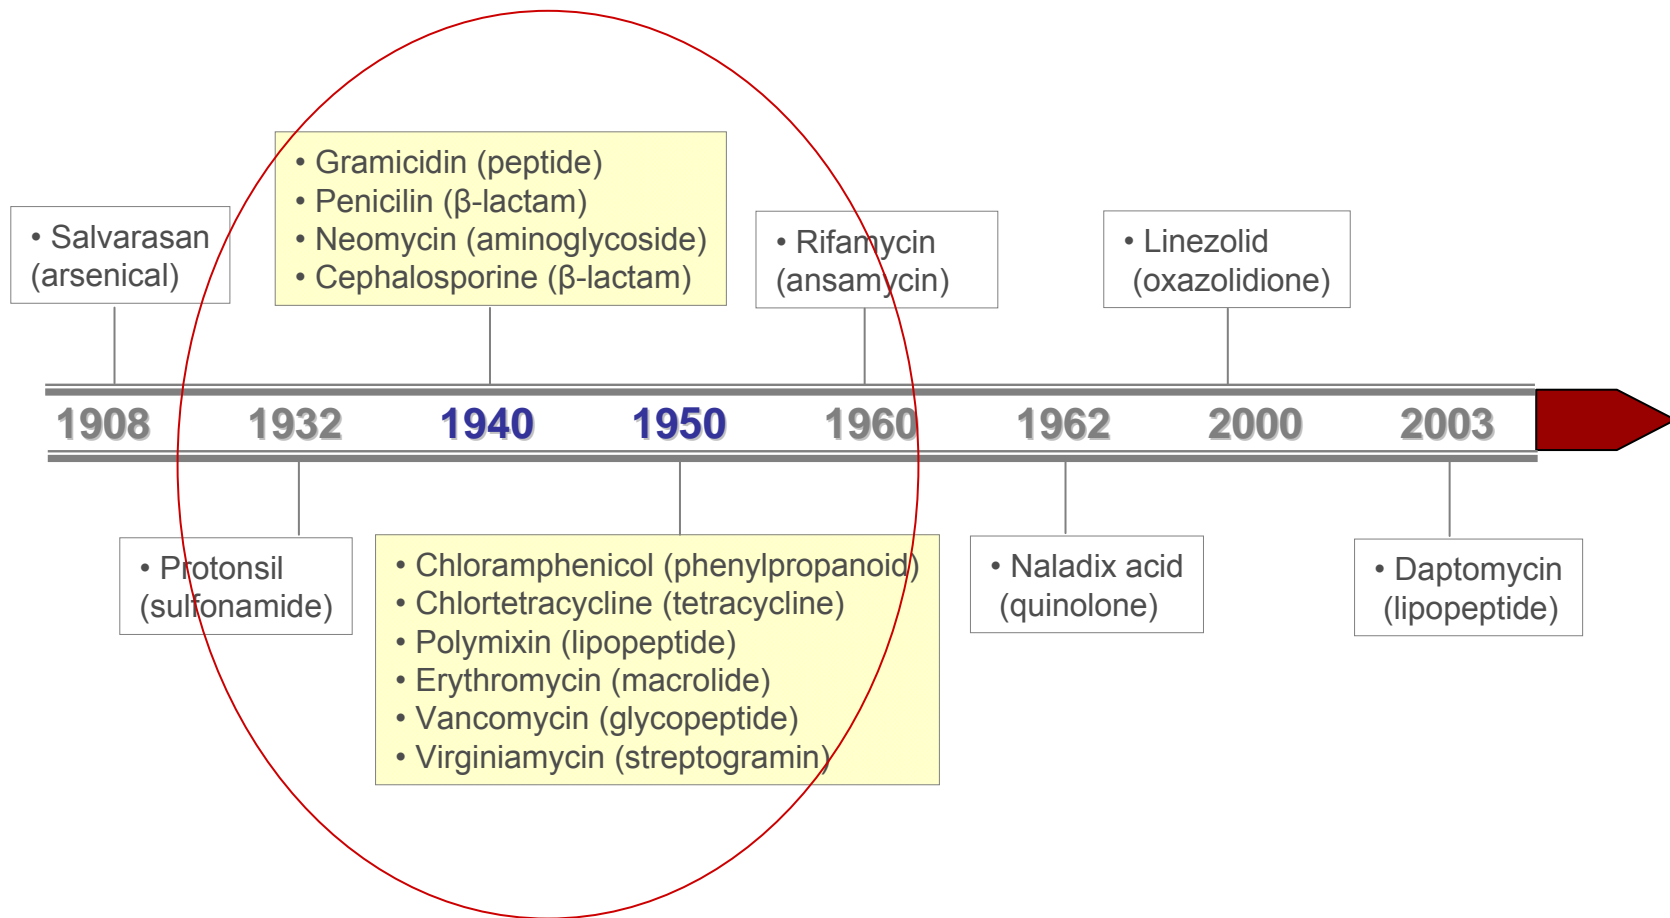 • Gramicidin (peptide)
• Penicilin (β-lactam)
• Neomycin (aminoglycoside)
• Cephalosporine (β-lactam)
• Salvarasan
(arsenical)
• Rifamycin
(ansamycin)
• Linezolid
(oxazolidione)
1908 1932 1940 1950 1960 1962 2000 2003
• Protonsil
(sulfonamide)
• Chloramphenicol (phenylpropanoid)
• Chlortetracycline (tetracycline)
• Polymixin (lipopeptide)
• Erythromycin (macrolide)
• Vancomycin (glycopeptide)
• Virginiamycin (streptogramin)
• Naladix acid
(quinolone)
• Daptomycin
(lipopeptide)